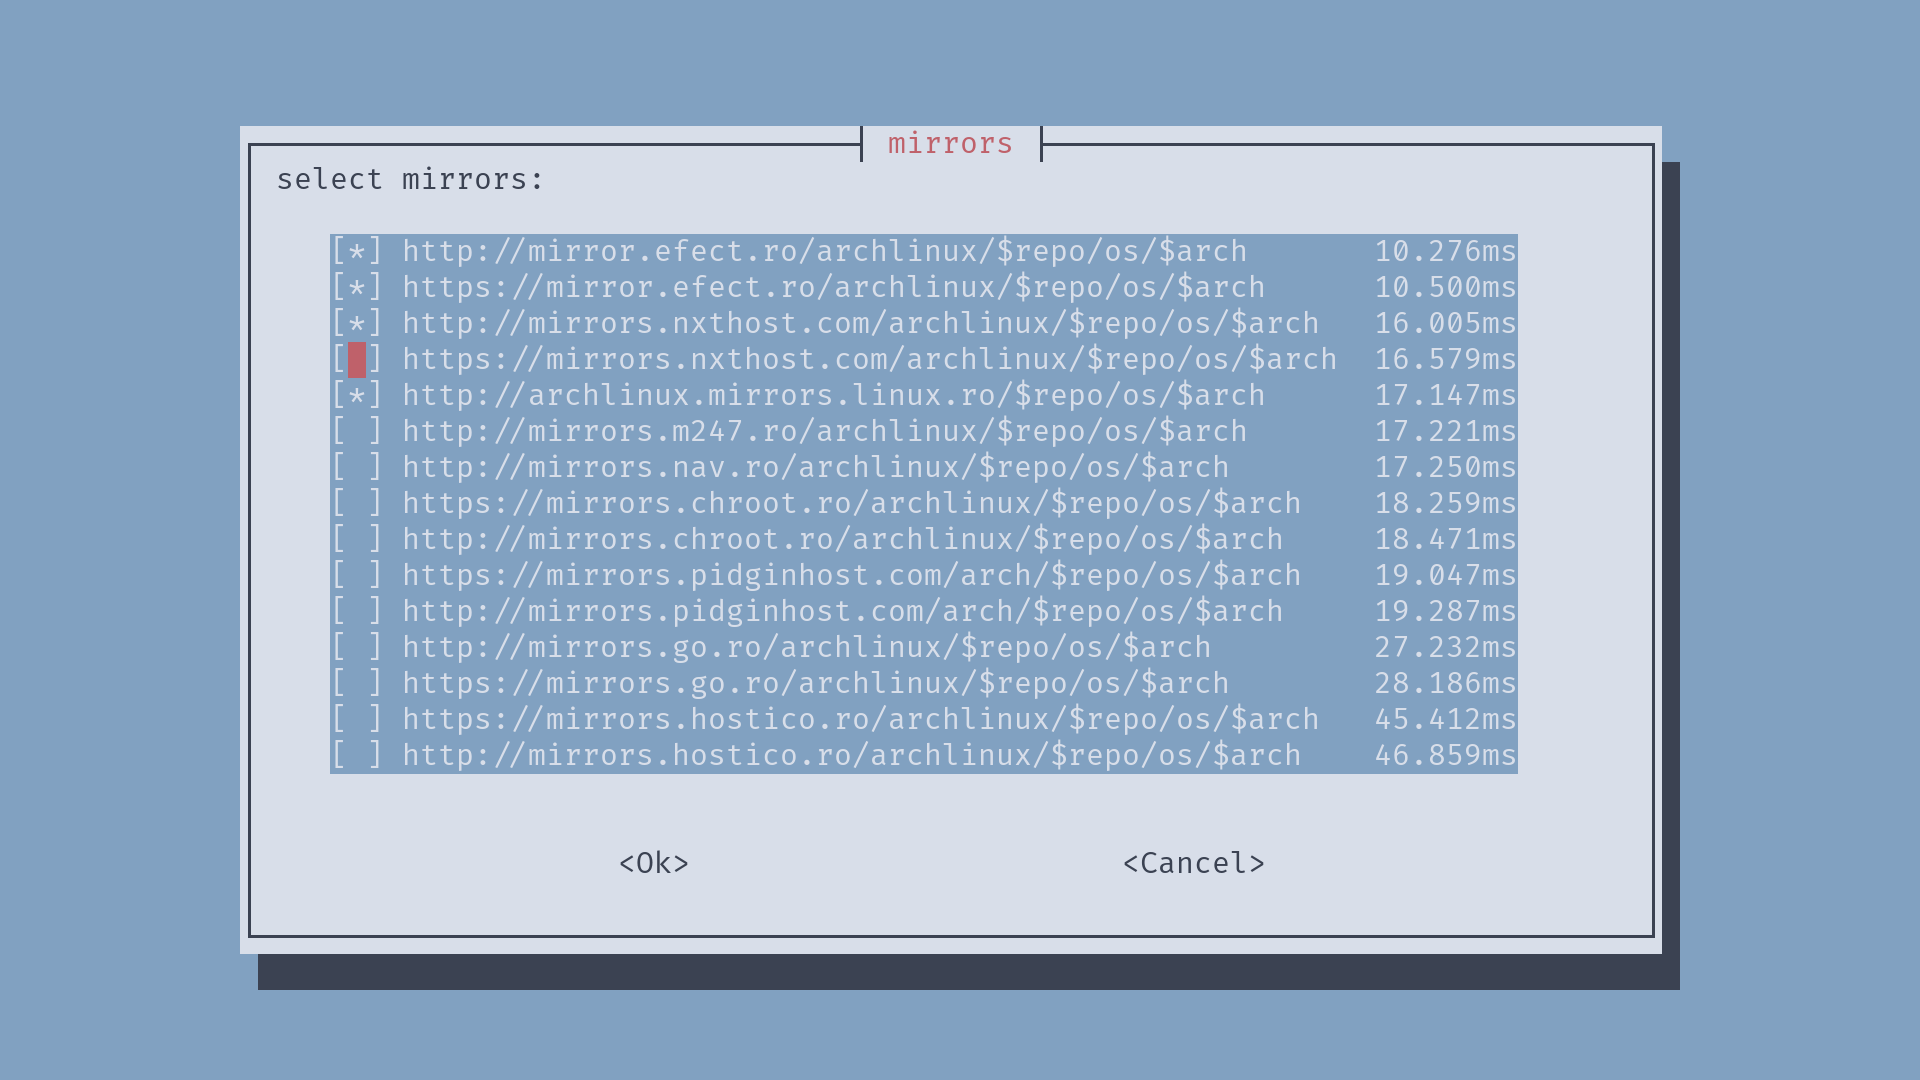 mirrors
select mirrors:
[*] http://mirror.efect.ro/archlinux/$repo/os/$arch 10.276ms
[*] https://mirror.efect.ro/archlinux/$repo/os/$arch 10.500ms
[*] http://mirrors.nxthost.com/archlinux/$repo/os/$arch 16.005ms
[ ] https://mirrors.nxthost.com/archlinux/$repo/os/$arch 16.579ms
[*] http://archlinux.mirrors.linux.ro/$repo/os/$arch 17.147ms
[ ] http://mirrors.m247.ro/archlinux/$repo/os/$arch 17.221ms
[ ] http://mirrors.nav.ro/archlinux/$repo/os/$arch 17.250ms
[ ] https://mirrors.chroot.ro/archlinux/$repo/os/$arch 18.259ms
[ ] http://mirrors.chroot.ro/archlinux/$repo/os/$arch 18.471ms
[ ] https://mirrors.pidginhost.com/arch/$repo/os/$arch 19.047ms
[ ] http://mirrors.pidginhost.com/arch/$repo/os/$arch 19.287ms
[ ] http://mirrors.go.ro/archlinux/$repo/os/$arch 27.232ms
[ ] https://mirrors.go.ro/archlinux/$repo/os/$arch 28.186ms
[ ] https://mirrors.hostico.ro/archlinux/$repo/os/$arch 45.412ms
[ ] http://mirrors.hostico.ro/archlinux/$repo/os/$arch 46.859ms
<Ok> <Cancel>